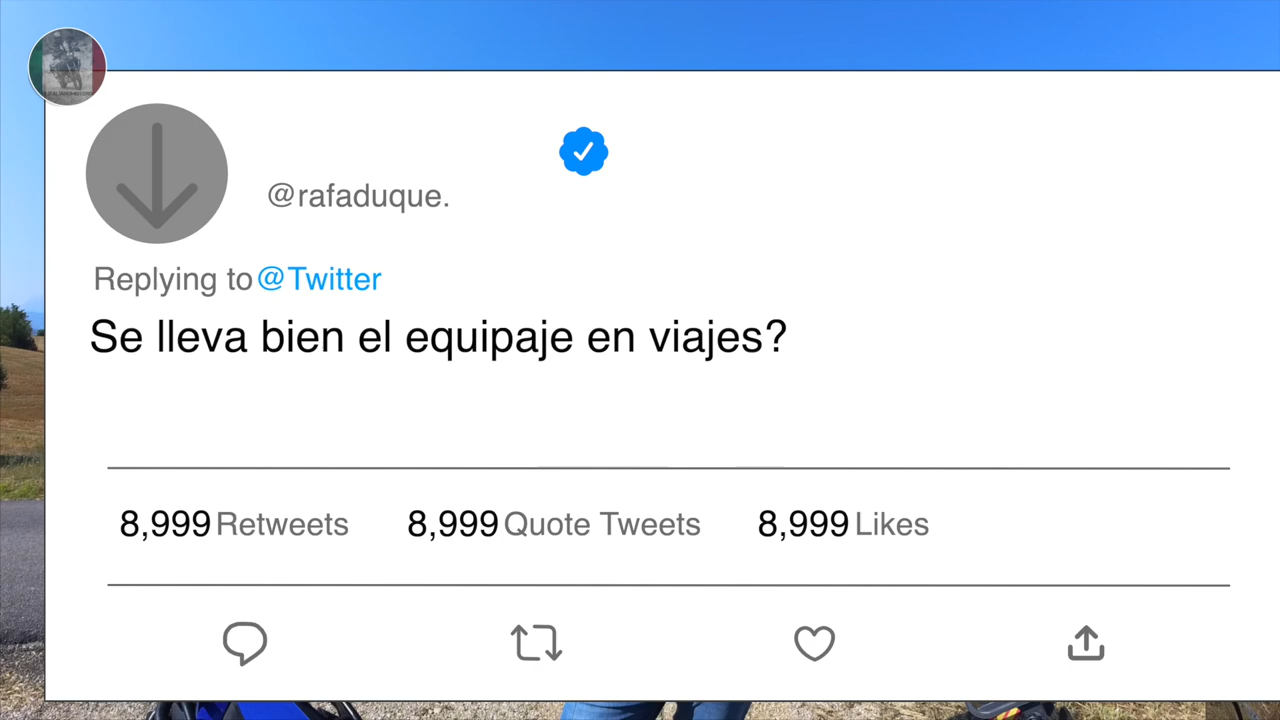 @rafaduque.
Replying to @Twitter
Se lleva bien el equipaje en viajes?
8,999 Retweets 8,999 Quote Tweets 8,999 Likes